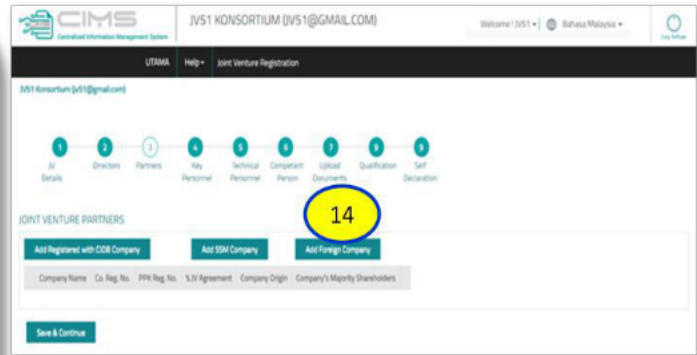 CIMS
Centralized Information Management System
JV51 KONSORTIUM (JV51@GMAIL.COM)
Welcome ! JV51
Bahasa Malaysia
Log Keluar
UTAMA Help Joint Venture Registration
JV51 Konsortium (jv51@gmail.com)
1 2 3 4 5 6 7 8 9
JV Details
Directors
Partners
Key Personnel
Technical Personnel
Competent Person
Upload Documents
Qualification
Self Declaration
14
JOINT VENTURE PARTNERS
Add Registered with CIDB Company Add SSM Company Add Foreign Company
Company Name Co. Reg. No. PPK Reg. No. % JV Agreement Company Origin Company's Majority Shareholders
Save & Continue